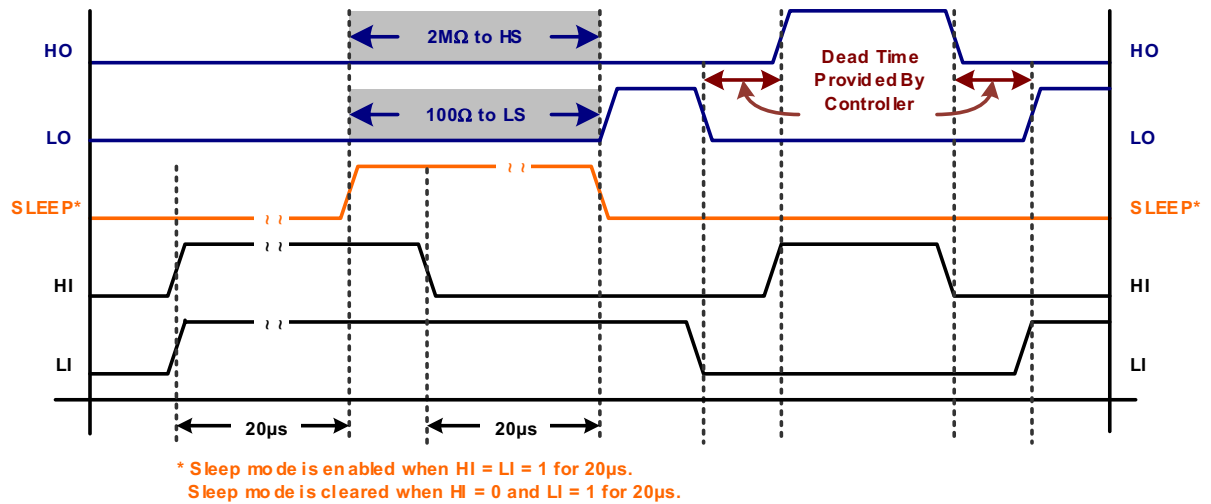 HO
2MΩ to HS
Dead Time
Provided By
Controller
HO
LO
100Ω to LS
LO
SLEEP*
~ ~
SLEEP*
~ ~
HI
~ ~
HI
LI
~ ~
LI
20µs
20µs
* Sleep mode is enabled when HI = LI = 1 for 20µs.
Sleep mode is cleared when HI = 0 and LI = 1 for 20µs.